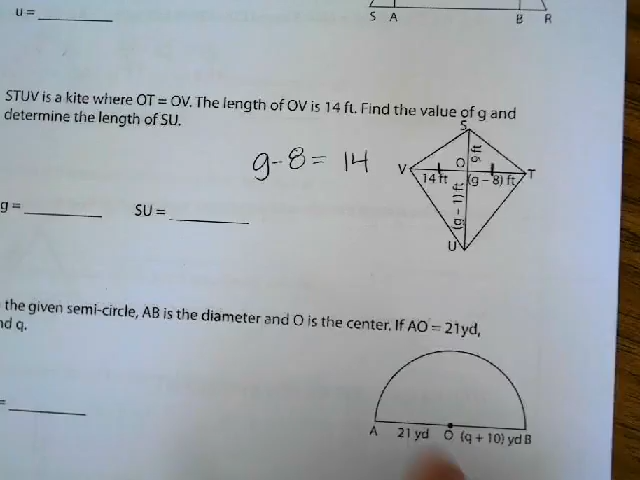 u =
S A B R
STUV is a kite where OT = OV. The length of OV is 14 ft. Find the value of g and
determine the length of SU.
g - 8 = 14
S
9 ft
V O T
14 ft (g – 8) ft
(g – 1) ft
U
g = SU =
the given semi-circle, AB is the diameter and O is the center. If AO = 21yd,
q.
=
A 21 yd O (q + 10) yd B